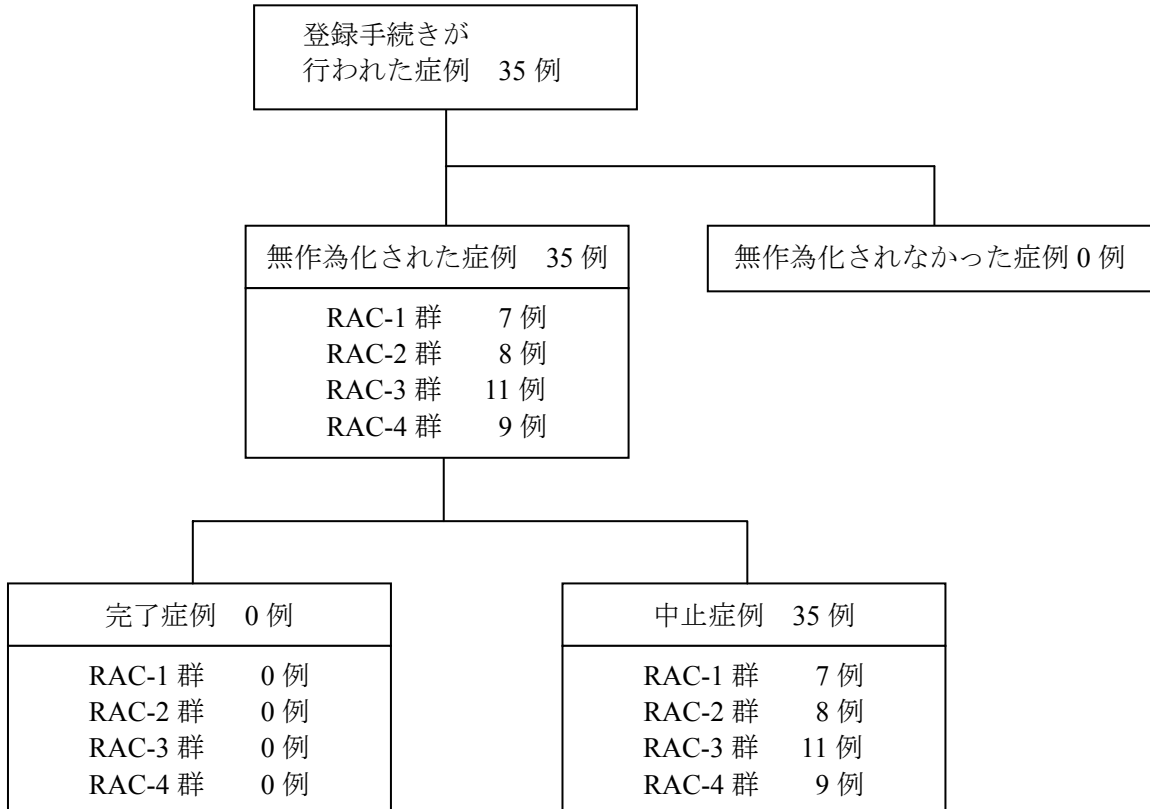 登録手続きが
行われた症例　35 例
無作為化された症例　35 例
RAC-1 群　7 例
RAC-2 群　8 例
RAC-3 群　11 例
RAC-4 群　9 例
無作為化されなかった症例 0 例
完了症例　0 例
RAC-1 群　0 例
RAC-2 群　0 例
RAC-3 群　0 例
RAC-4 群　0 例
中止症例　35 例
RAC-1 群　7 例
RAC-2 群　8 例
RAC-3 群　11 例
RAC-4 群　9 例